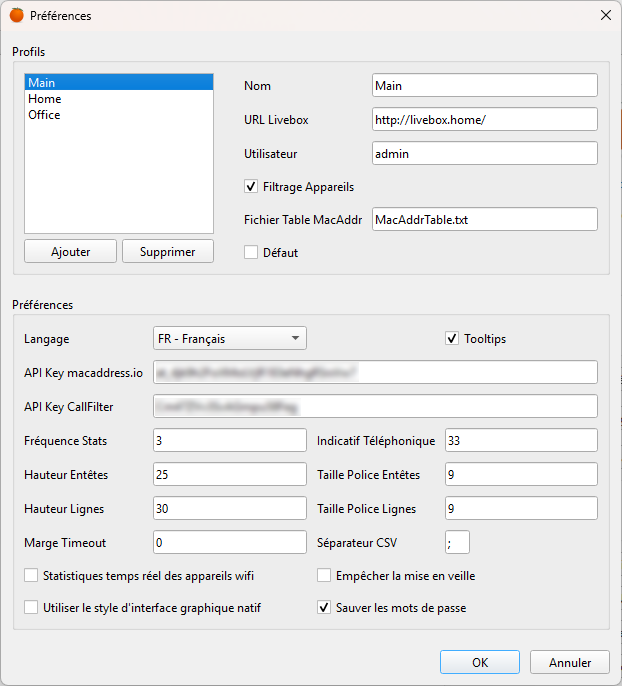 Préférences
Profils
Main
Home
Office
Ajouter Supprimer
Nom Main
URL Livebox http://livebox.home/
Utilisateur admin
Filtrage Appareils
Fichier Table MacAddr MacAddrTable.txt
Défaut
Préférences
Langage FR - Français Tooltips
API Key macaddress.io
API Key CallFilter
Fréquence Stats 3 Indicatif Téléphonique 33
Hauteur Entêtes 25 Taille Police Entêtes 9
Hauteur Lignes 30 Taille Police Lignes 9
Marge Timeout 0 Séparateur CSV ;
Statistiques temps réel des appareils wifi Empêcher la mise en veille
Utiliser le style d'interface graphique natif Sauver les mots de passe
OK Annuler